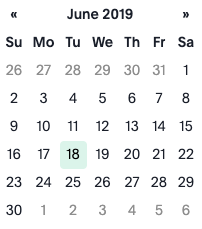 « June 2019 »
Su Mo Tu We Th Fr Sa
26 27 28 29 30 31 1
2 3 4 5 6 7 8
9 10 11 12 13 14 15
16 17 18 19 20 21 22
23 24 25 26 27 28 29
30 1 2 3 4 5 6